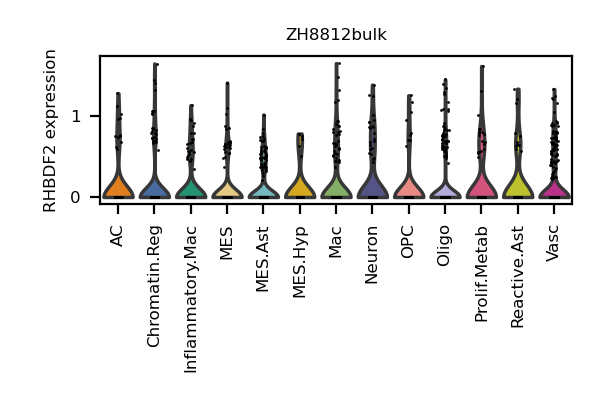 ZH8812bulk
RHBDF2 expression
1
0
AC
Chromatin.Reg
Inflammatory.Mac
MES
MES.Ast
MES.Hyp
Mac
Neuron
OPC
Oligo
Prolif.Metab
Reactive.Ast
Vasc